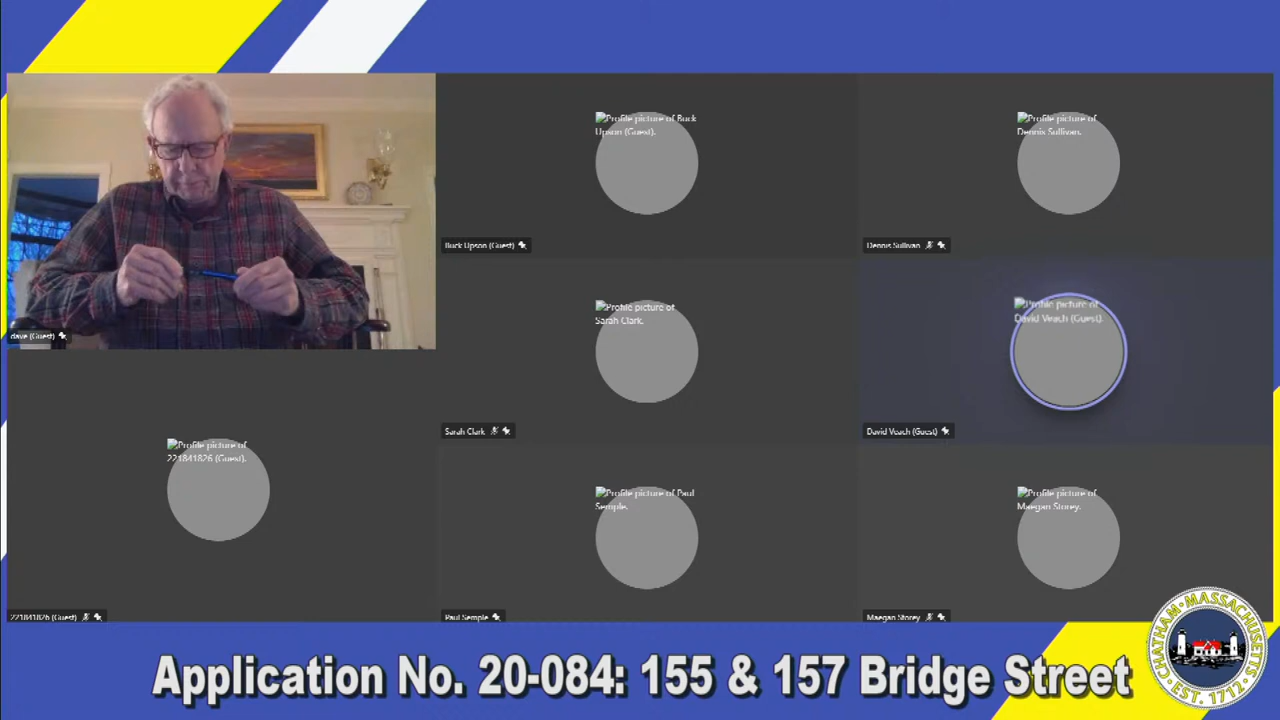 Profile picture of Buck
Upson (Guest).
Profile picture of
Dennis Sullivan.
Buck Upson (Guest)
Dennis Sullivan
dave (Guest)
Profile picture of
Sarah Clark.
Profile picture of
David Veach (Guest).
Sarah Clark
David Veach (Guest)
Profile picture of
221841826 (Guest).
Profile picture of Paul
Semple.
Profile picture of
Maegan Storey.
221841826 (Guest)
Paul Semple
Maegan Storey
Application No. 20-084: 155 & 157 Bridge Street
CHATHAM • MASSACHUSETTS
• EST. 1712 •